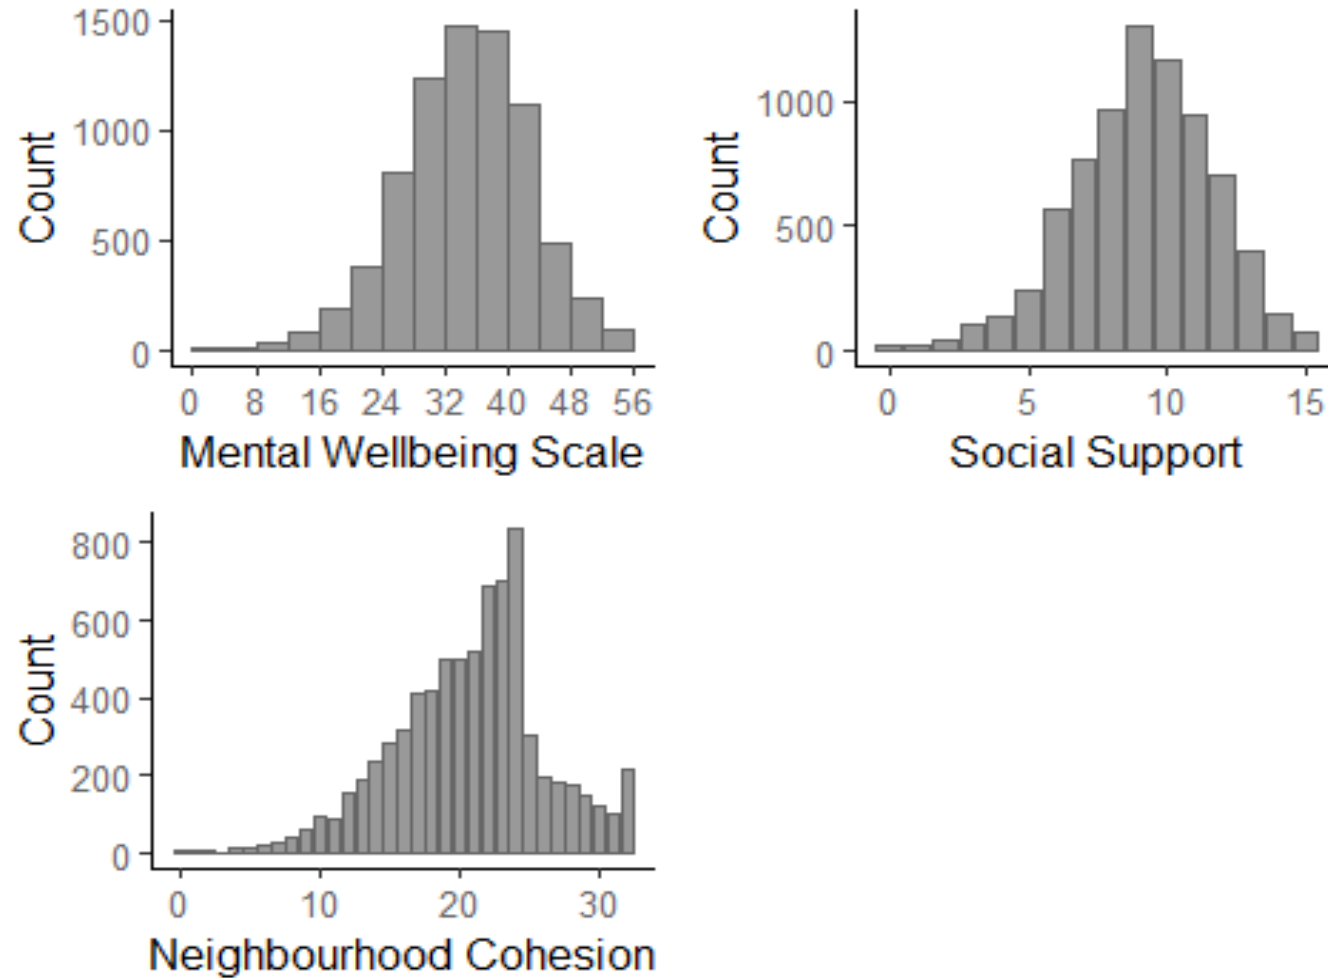 1500
1000
500
0
Count
0 8 16 24 32 40 48 56
Mental Wellbeing Scale
1000
500
0
Count
0 5 10 15
Social Support
800
600
400
200
0
Count
0 10 20 30
Neighbourhood Cohesion